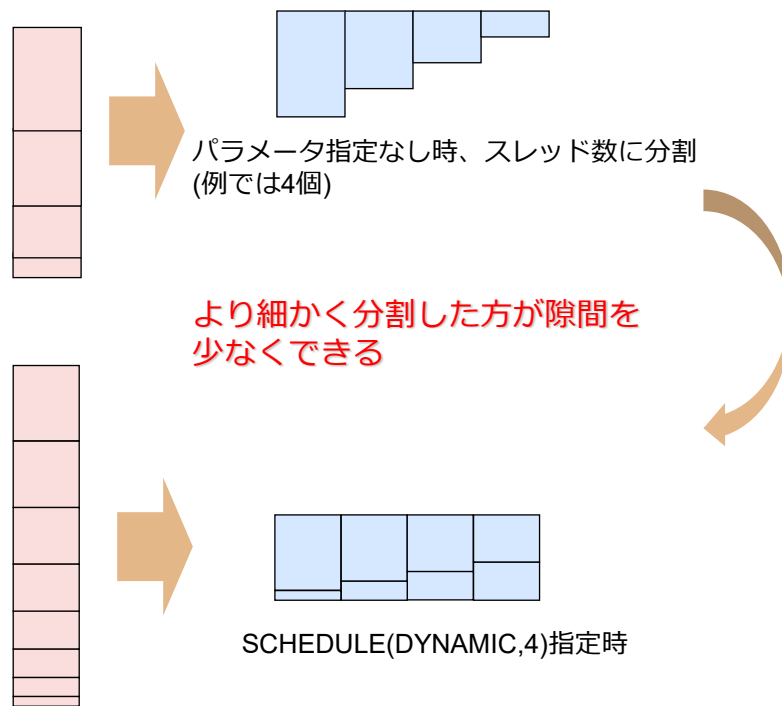 パラメータ指定なし時、スレッド数に分割
(例では4個)
より細かく分割した方が隙間を
少なくできる
SCHEDULE(DYNAMIC,4)指定時